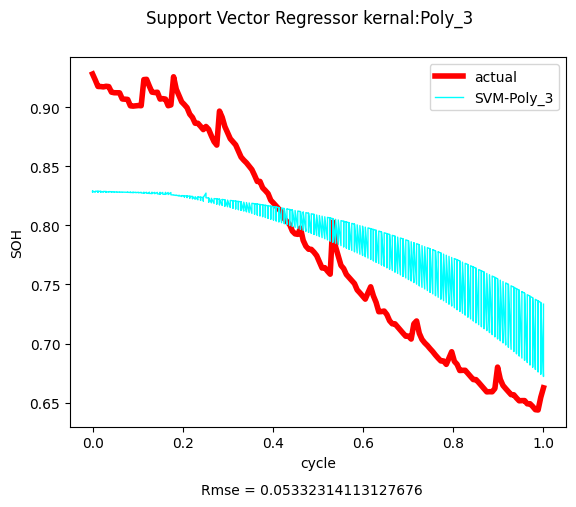 Support Vector Regressor kernal:Poly_3
actual
SVM-Poly_3
SOH
0.90
0.85
0.80
0.75
0.70
0.65
0.0 0.2 0.4 0.6 0.8 1.0
cycle
Rmse = 0.05332314113127676